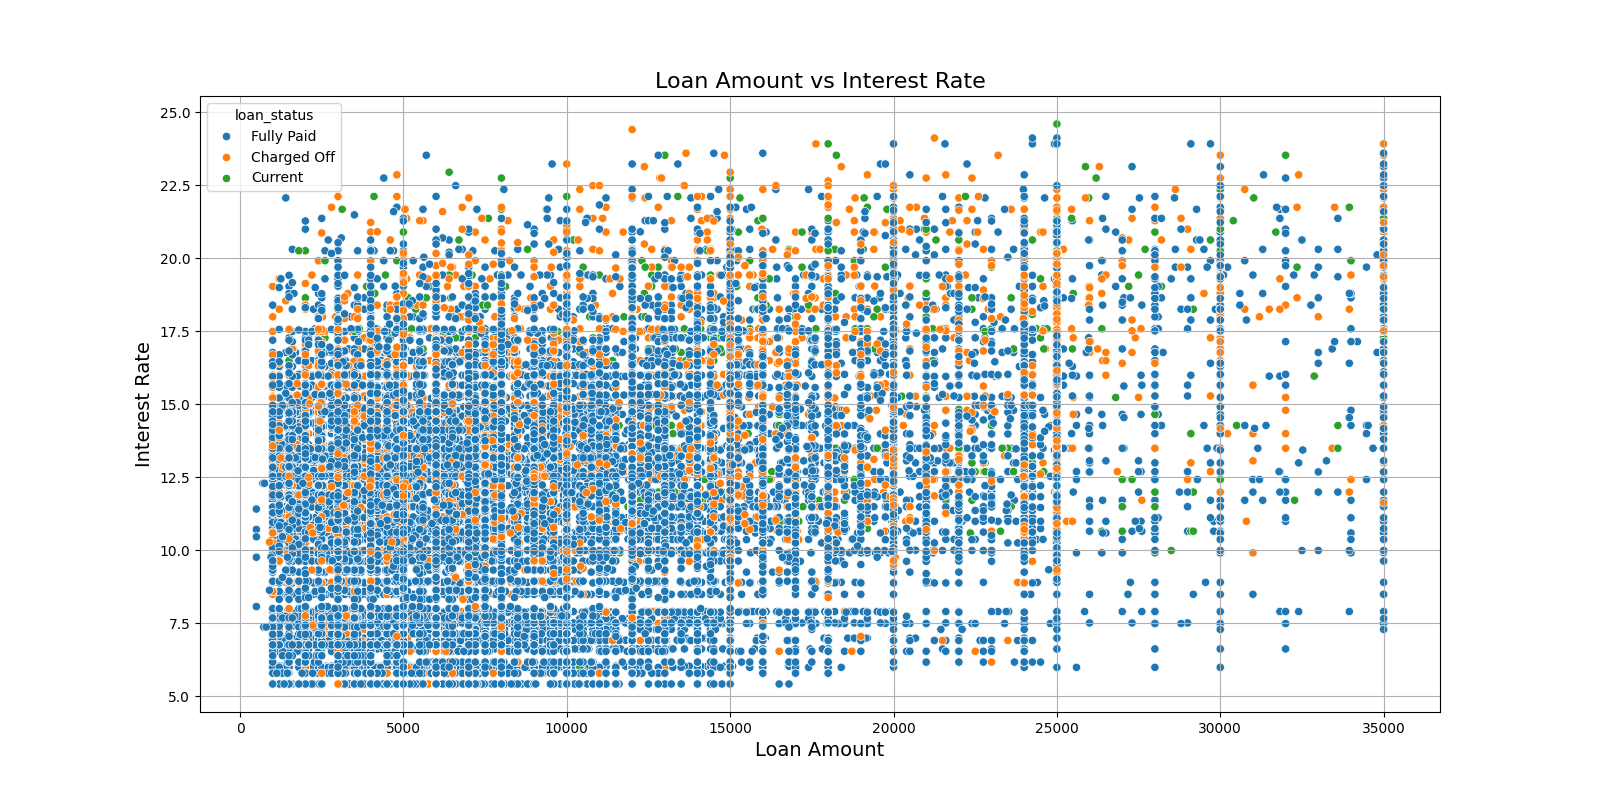 Loan Amount vs Interest Rate
loan_status
Fully Paid
Charged Off
Current
Interest Rate
25.0
22.5
20.0
17.5
15.0
12.5
10.0
7.5
5.0
0 5000 10000 15000 20000 25000 30000 35000
Loan Amount